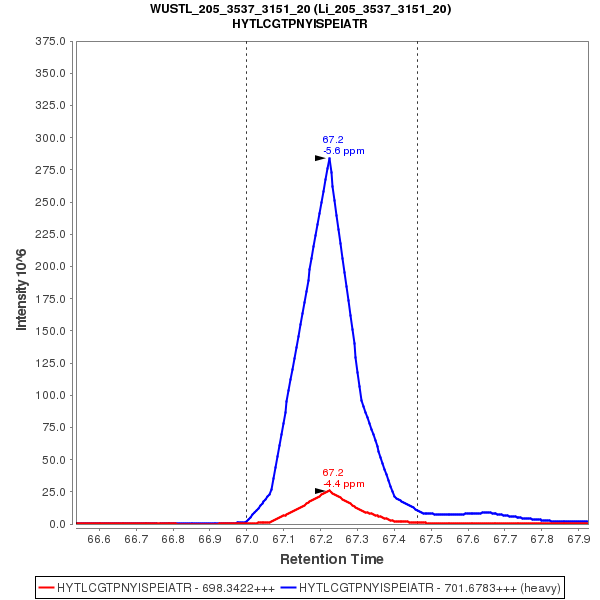 WUSTL_205_3537_3151_20 (Li_205_3537_3151_20)
HYTLCGTPNYISPEIATR
375.0
350.0
325.0
300.0
275.0
250.0
225.0
200.0
175.0
150.0
125.0
100.0
75.0
50.0
25.0
0.0
Intensity 10^6
67.2
-5.6 ppm
67.2
-4.4 ppm
66.6 66.7 66.8 66.9 67.0 67.1 67.2 67.3 67.4 67.5 67.6 67.7 67.8 67.9
Retention Time
HYTLCGTPNYISPEIATR - 698.3422+++ HYTLCGTPNYISPEIATR - 701.6783+++ (heavy)